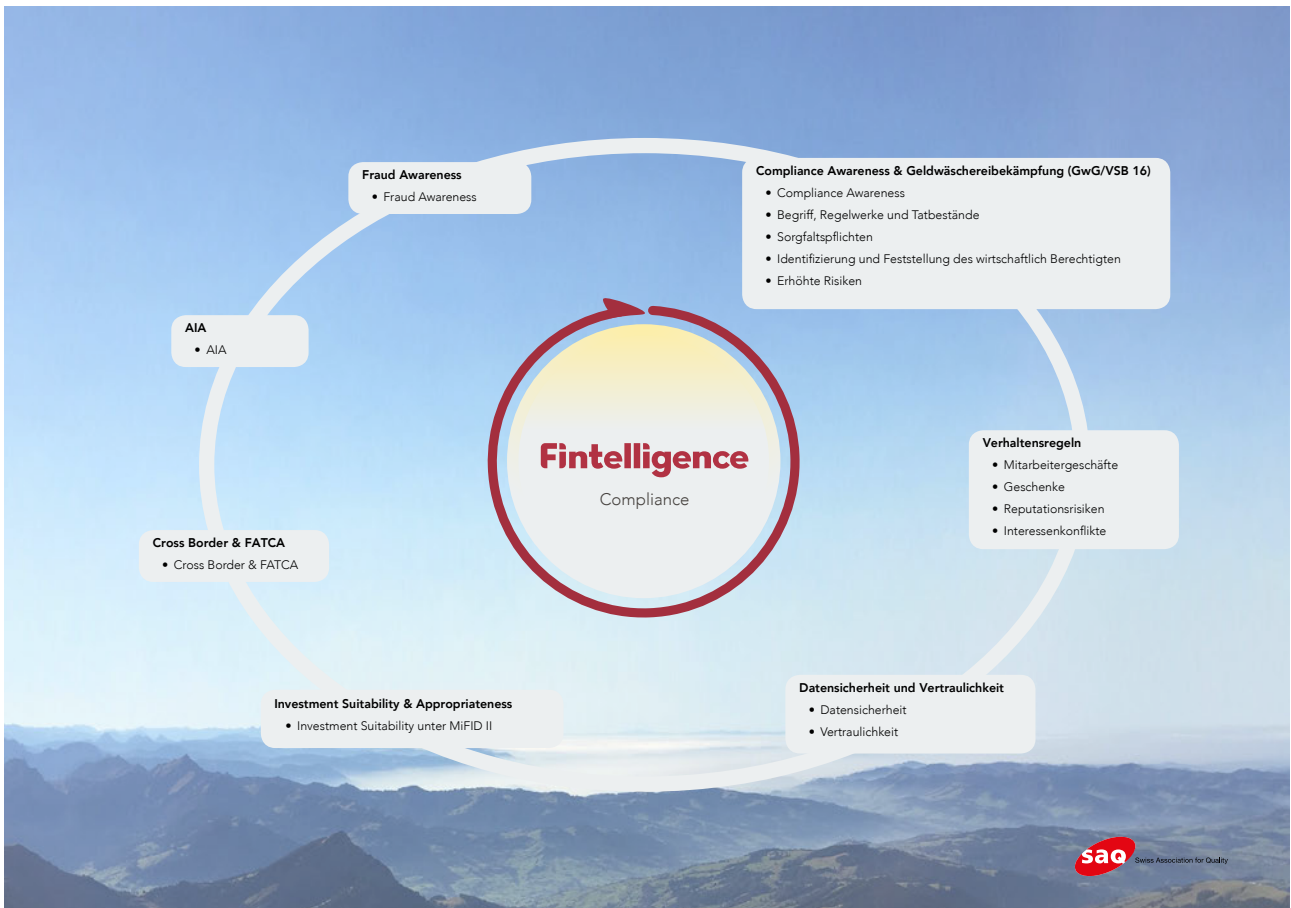 Fraud Awareness
• Fraud Awareness
Compliance Awareness & Geldwäschereibekämpfung (GwG/VSB 16)
• Compliance Awareness
• Begriff, Regelwerke und Tatbestände
• Sorgfaltspflichten
• Identifizierung und Feststellung des wirtschaftlich Berechtigten
• Erhöhte Risiken
AIA
• AIA
Fintelligence
Compliance
Verhaltensregeln
• Mitarbeitergeschäfte
• Geschenke
• Reputationsrisiken
• Interessenkonflikte
Cross Border & FATCA
• Cross Border & FATCA
Investment Suitability & Appropriateness
• Investment Suitability unter MiFID II
Datensicherheit und Vertraulichkeit
• Datensicherheit
• Vertraulichkeit
saq Swiss Association for Quality